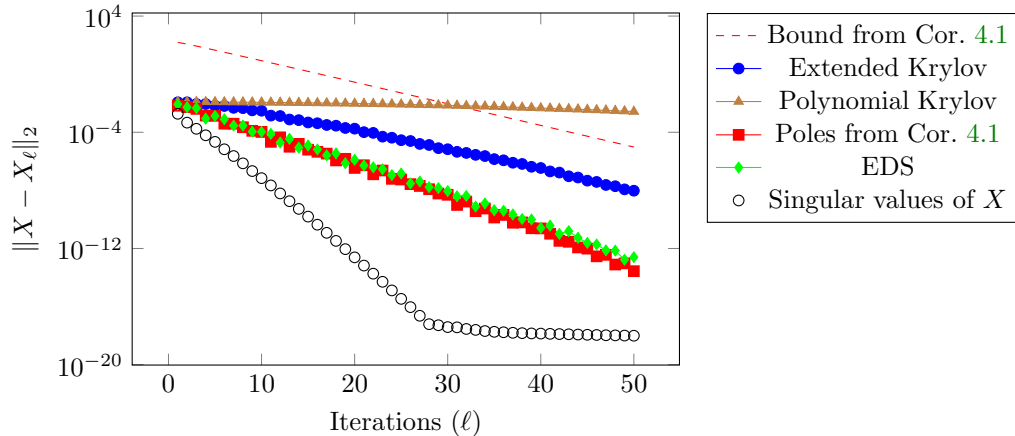 10^4
10^{-4}
10^{-12}
10^{-20}
‖X − X_ℓ‖_2
0 10 20 30 40 50
Iterations (ℓ)
Bound from Cor. 4.1
Extended Krylov
Polynomial Krylov
Poles from Cor. 4.1
EDS
Singular values of X